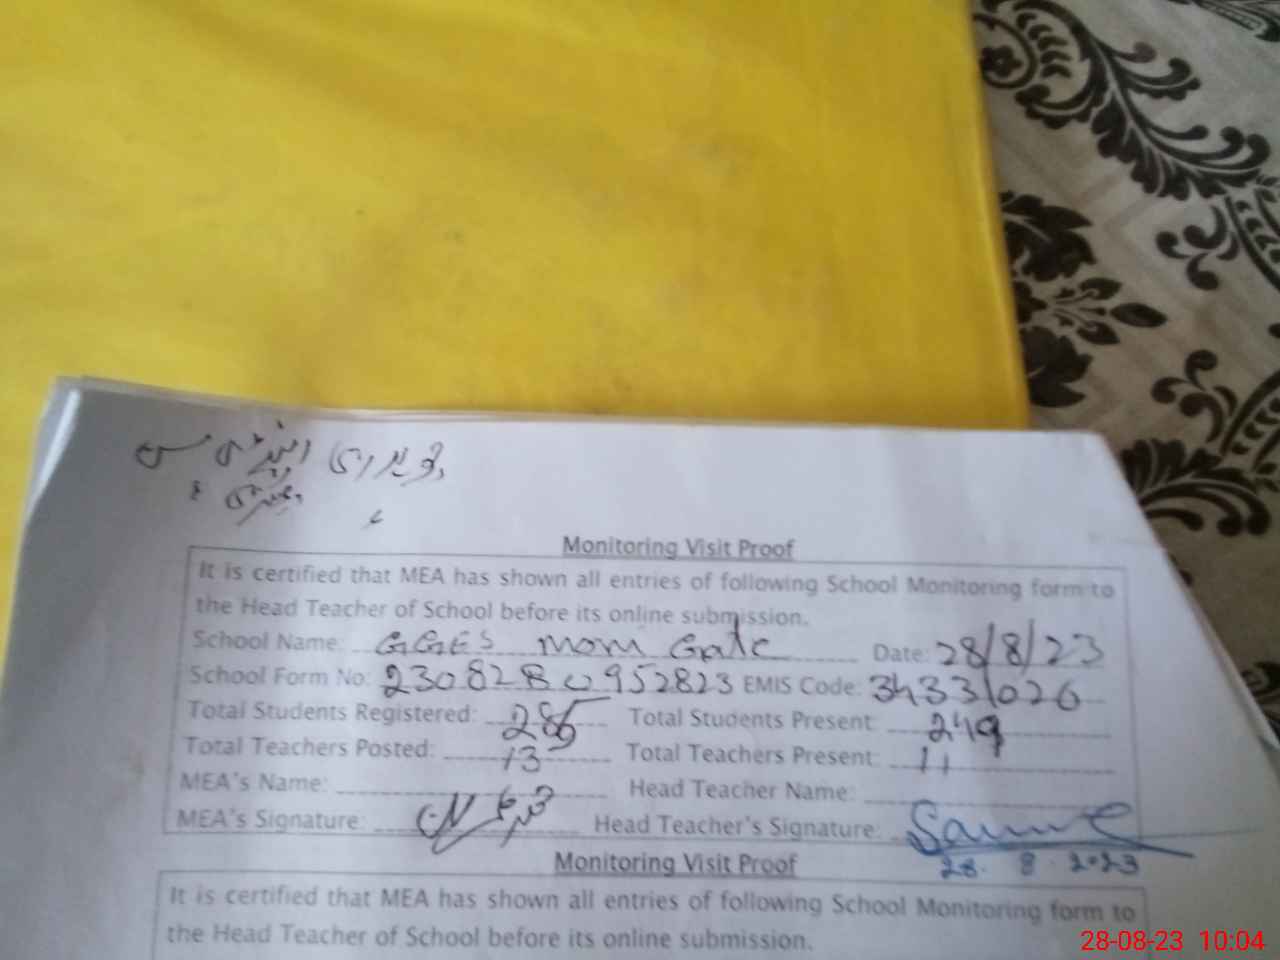 Monitoring Visit Proof
It is certified that MEA has shown all entries of following School Monitoring form to
the Head Teacher of School before its online submission.
School Name: GGES Mom Gate Date: 28/8/23
School Form No: 2308280952823 EMIS Code: 34331026
Total Students Registered: 286 Total Students Present: 249
Total Teachers Posted: 13 Total Teachers Present: 11
MEA's Name: Head Teacher Name:
MEA's Signature: Head Teacher's Signature:
28. 8. 2023
Monitoring Visit Proof
It is certified that MEA has shown all entries of following School Monitoring form to
the Head Teacher of School before its online submission.
28-08-23 10:04